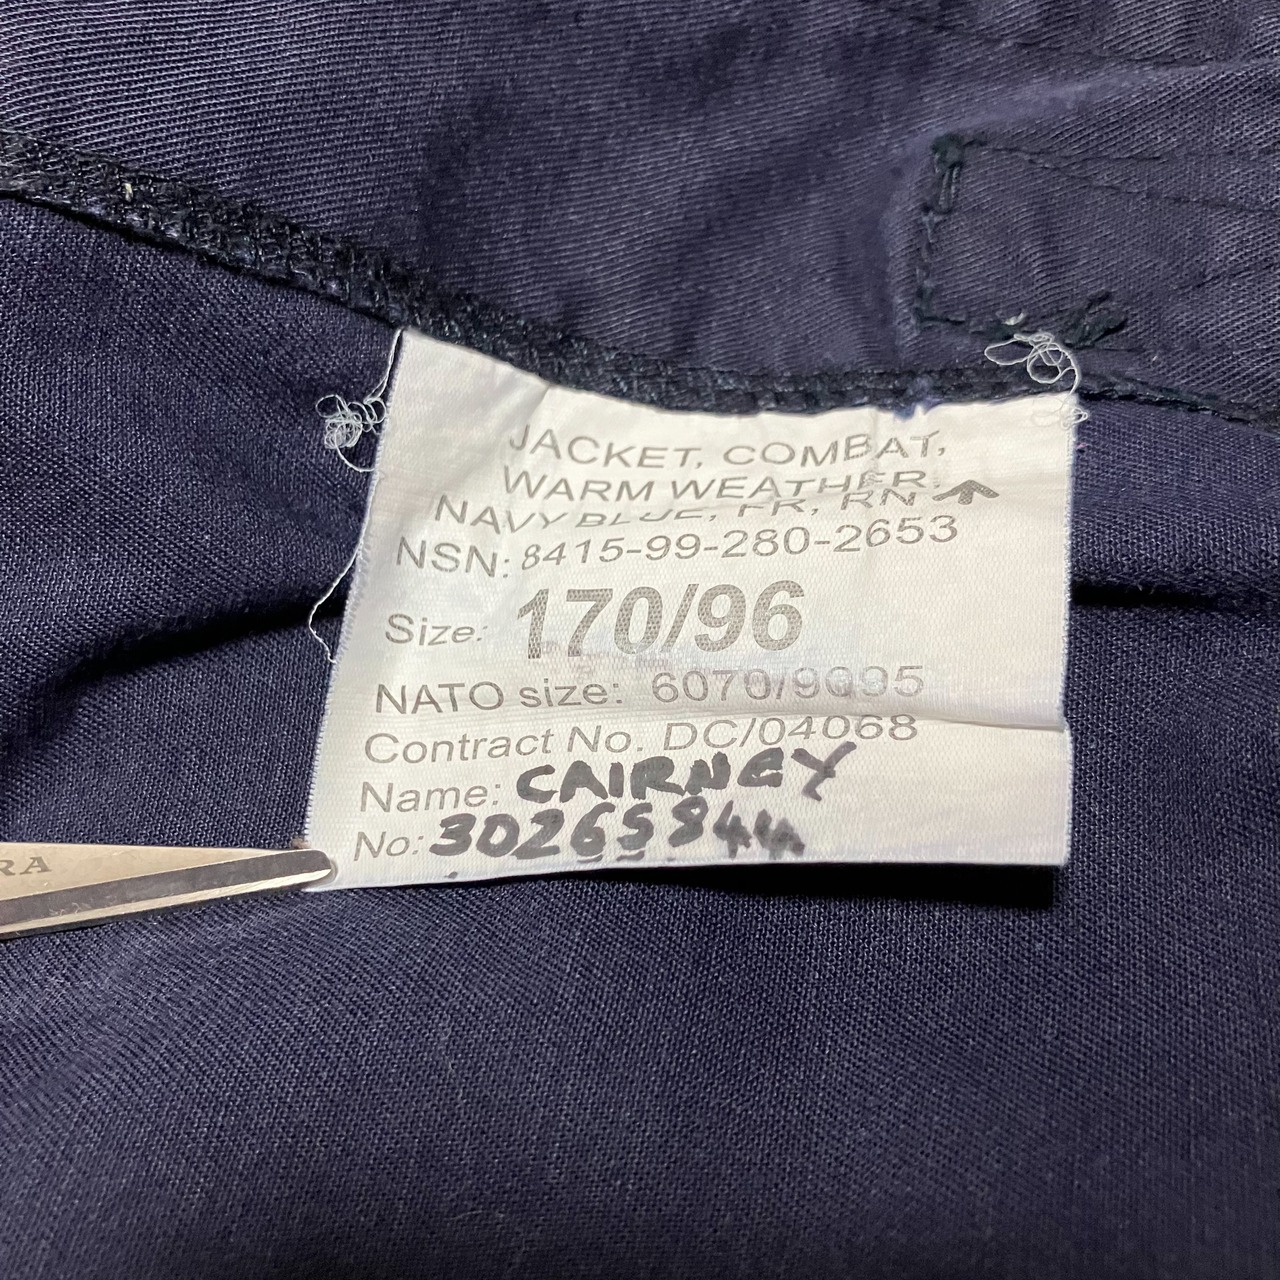 JACKET, COMBAT,
WARM WEATHER.
NAVY BLUE, FR, RN
NSN: 8415-99-280-2653
Size: 170/96
NATO size: 6070/9095
Contract No. DC/04068
Name: CAIRNEY
No: 30265844
RA